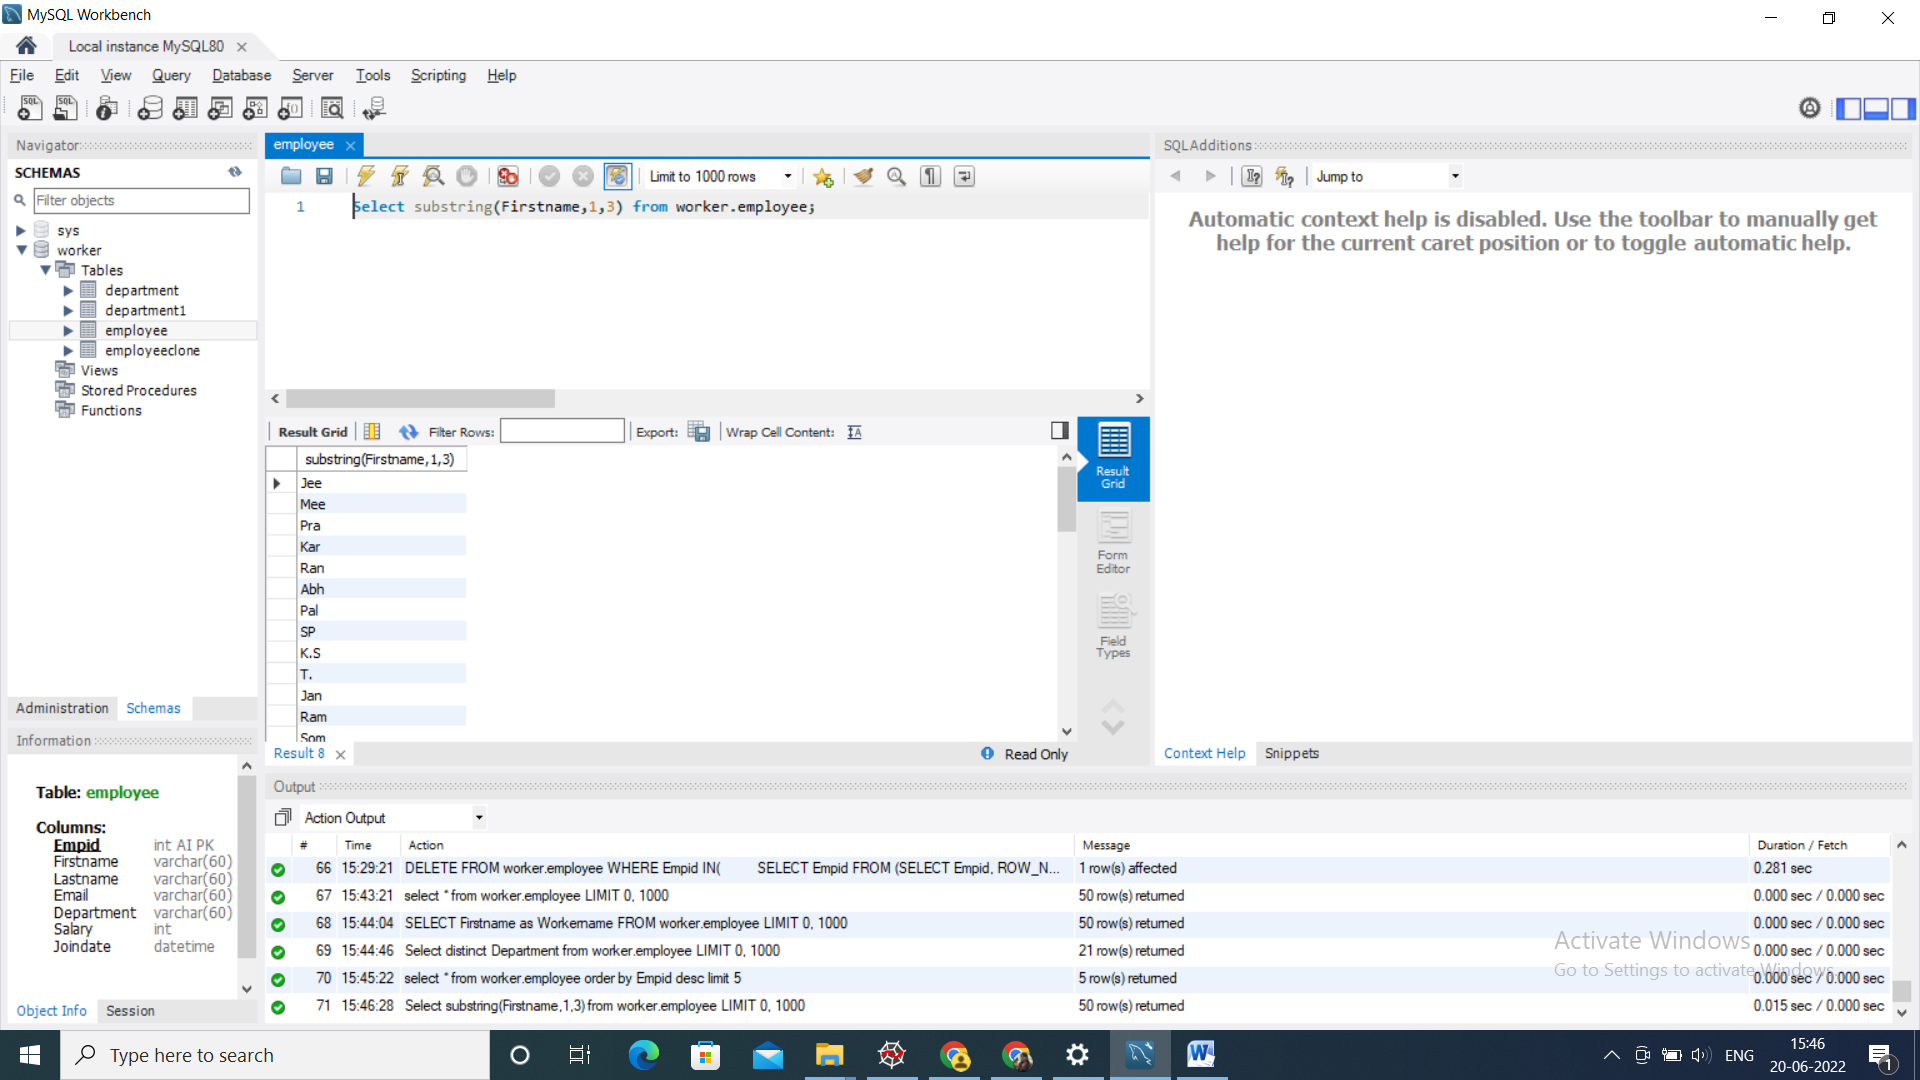 MySQL Workbench
Local instance MySQL80
File Edit View Query Database Server Tools Scripting Help
Navigator
SCHEMAS
Filter objects
sys
worker
Tables
department
department1
employee
employeeclone
Views
Stored Procedures
Functions
Administration Schemas
Information
Table: employee
Columns:
Empid int AI PK
Firstname varchar(60)
Lastname varchar(60)
Email varchar(60)
Department varchar(60)
Salary int
Joindate datetime
Object Info Session
employee
Limit to 1000 rows
1 Select substring(Firstname,1,3) from worker.employee;
Result Grid Filter Rows: Export: Wrap Cell Content:
substring(Firstname,1,3)
Jee
Mee
Pra
Kar
Ran
Abh
Pal
SP
K.S
T.
Jan
Ram
Som
Result
Grid
Form
Editor
Field
Types
Result 8
Read Only
SQLAdditions
Jump to
Automatic context help is disabled. Use the toolbar to manually get
help for the current caret position or to toggle automatic help.
Context Help Snippets
Output
Action Output
# Time Action Message Duration / Fetch
66 15:29:21 DELETE FROM worker.employee WHERE Empid IN( SELECT Empid FROM (SELECT Empid, ROW_N... 1 row(s) affected 0.281 sec
67 15:43:21 select * from worker.employee LIMIT 0, 1000 50 row(s) returned 0.000 sec / 0.000 sec
68 15:44:04 SELECT Firstname as Workername FROM worker.employee LIMIT 0, 1000 50 row(s) returned 0.000 sec / 0.000 sec
69 15:44:46 Select distinct Department from worker.employee LIMIT 0, 1000 21 row(s) returned 0.000 sec / 0.000 sec
70 15:45:22 select * from worker.employee order by Empid desc limit 5 5 row(s) returned 0.000 sec / 0.000 sec
71 15:46:28 Select substring(Firstname,1,3) from worker.employee LIMIT 0, 1000 50 row(s) returned 0.015 sec / 0.000 sec
Activate Windows
Go to Settings to activate Windows.
Type here to search
ENG
15:46
20-06-2022
1